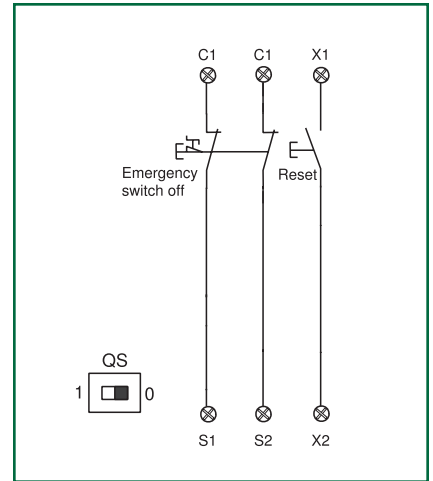 C1 C1 X1
Emergency
switch off
Reset
QS
1 0
S1 S2 X2